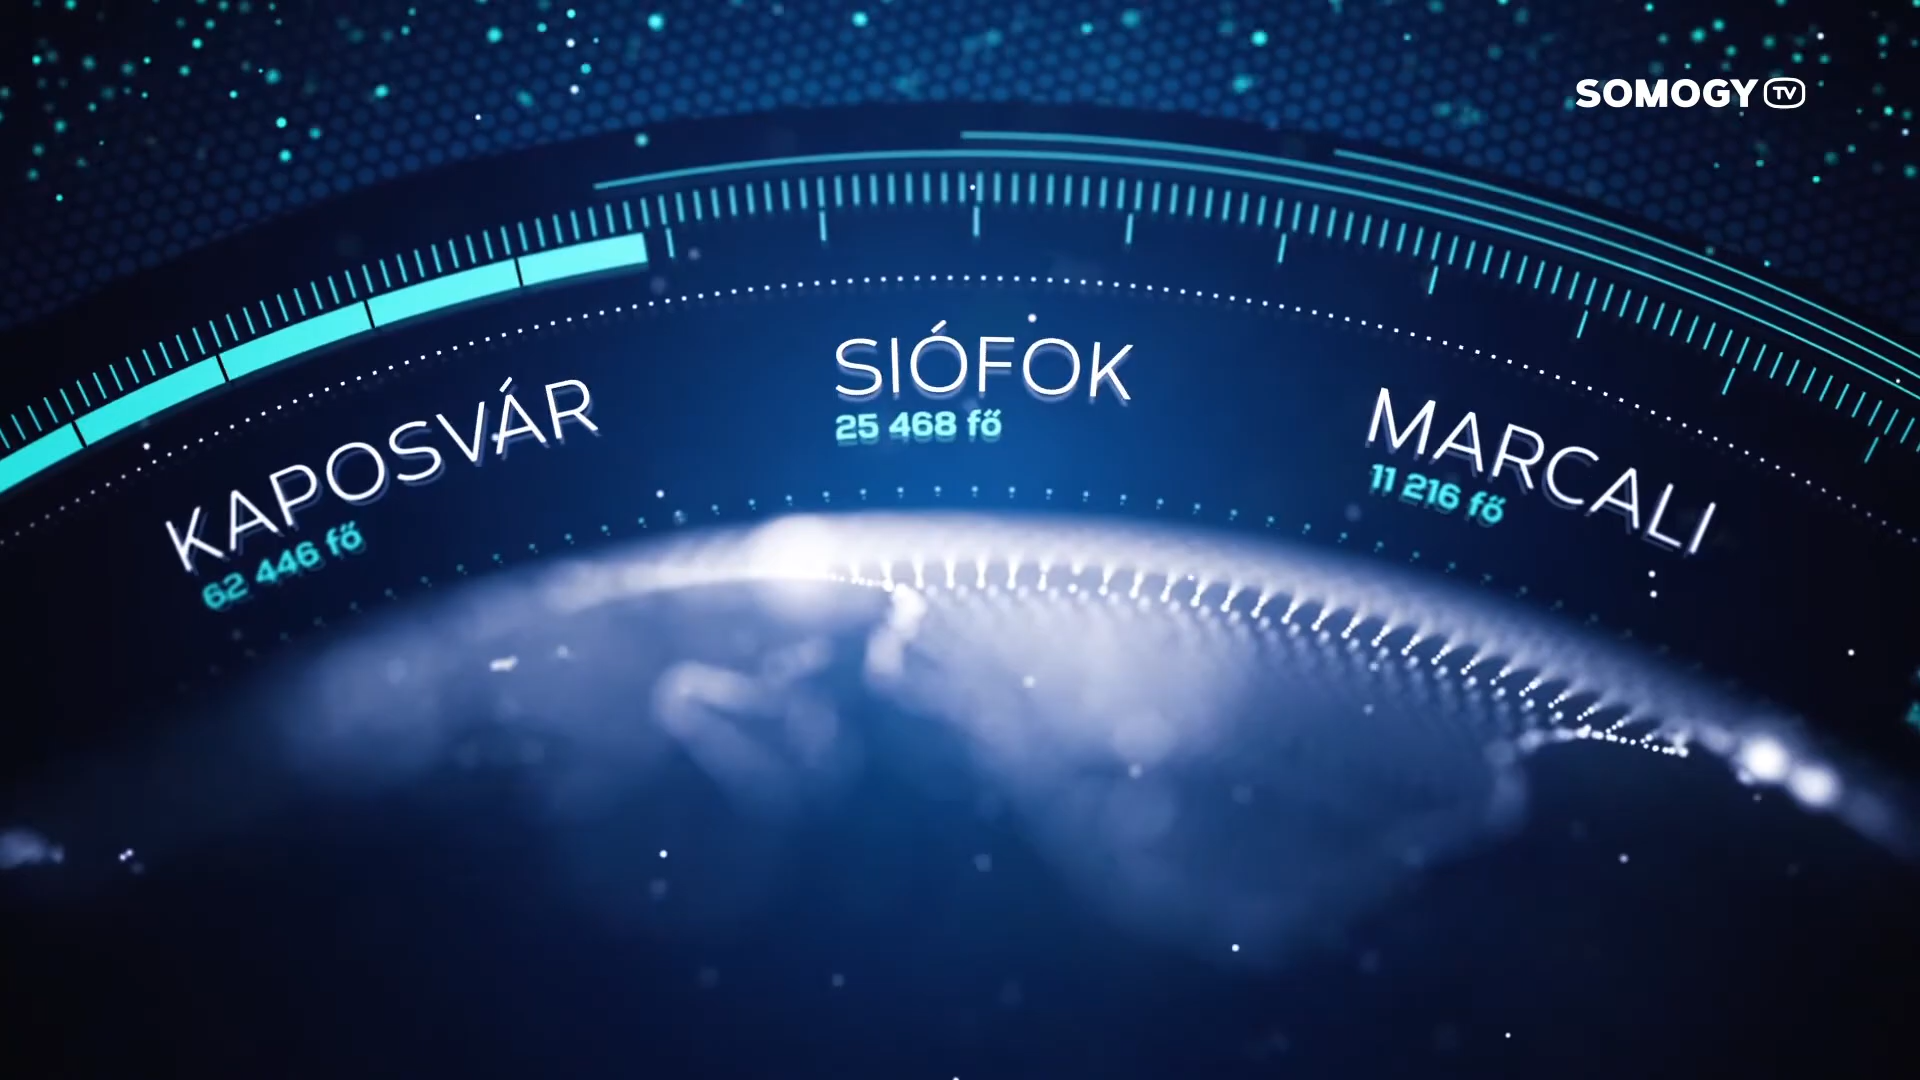 SOMOGY TV
KAPOSVÁR
62 446 fő
SIÓFOK
25 468 fő
MARCALI
11 216 fő